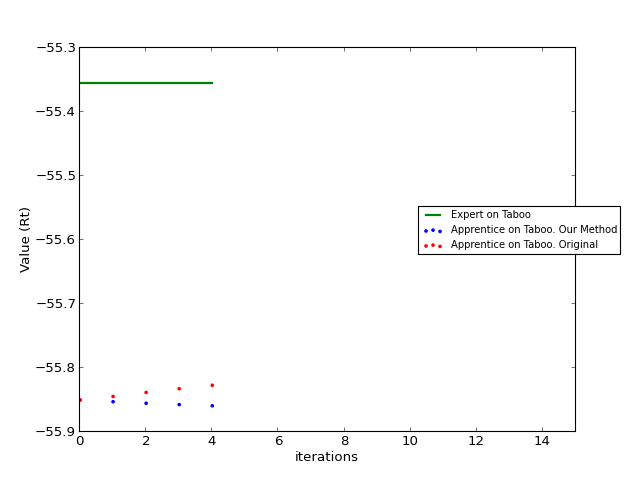 −55.3
−55.4
−55.5
−55.6
−55.7
−55.8
−55.9
Value (Rt)
Expert on Taboo
Apprentice on Taboo. Our Method
Apprentice on Taboo. Original
0 2 4 6 8 10 12 14
iterations